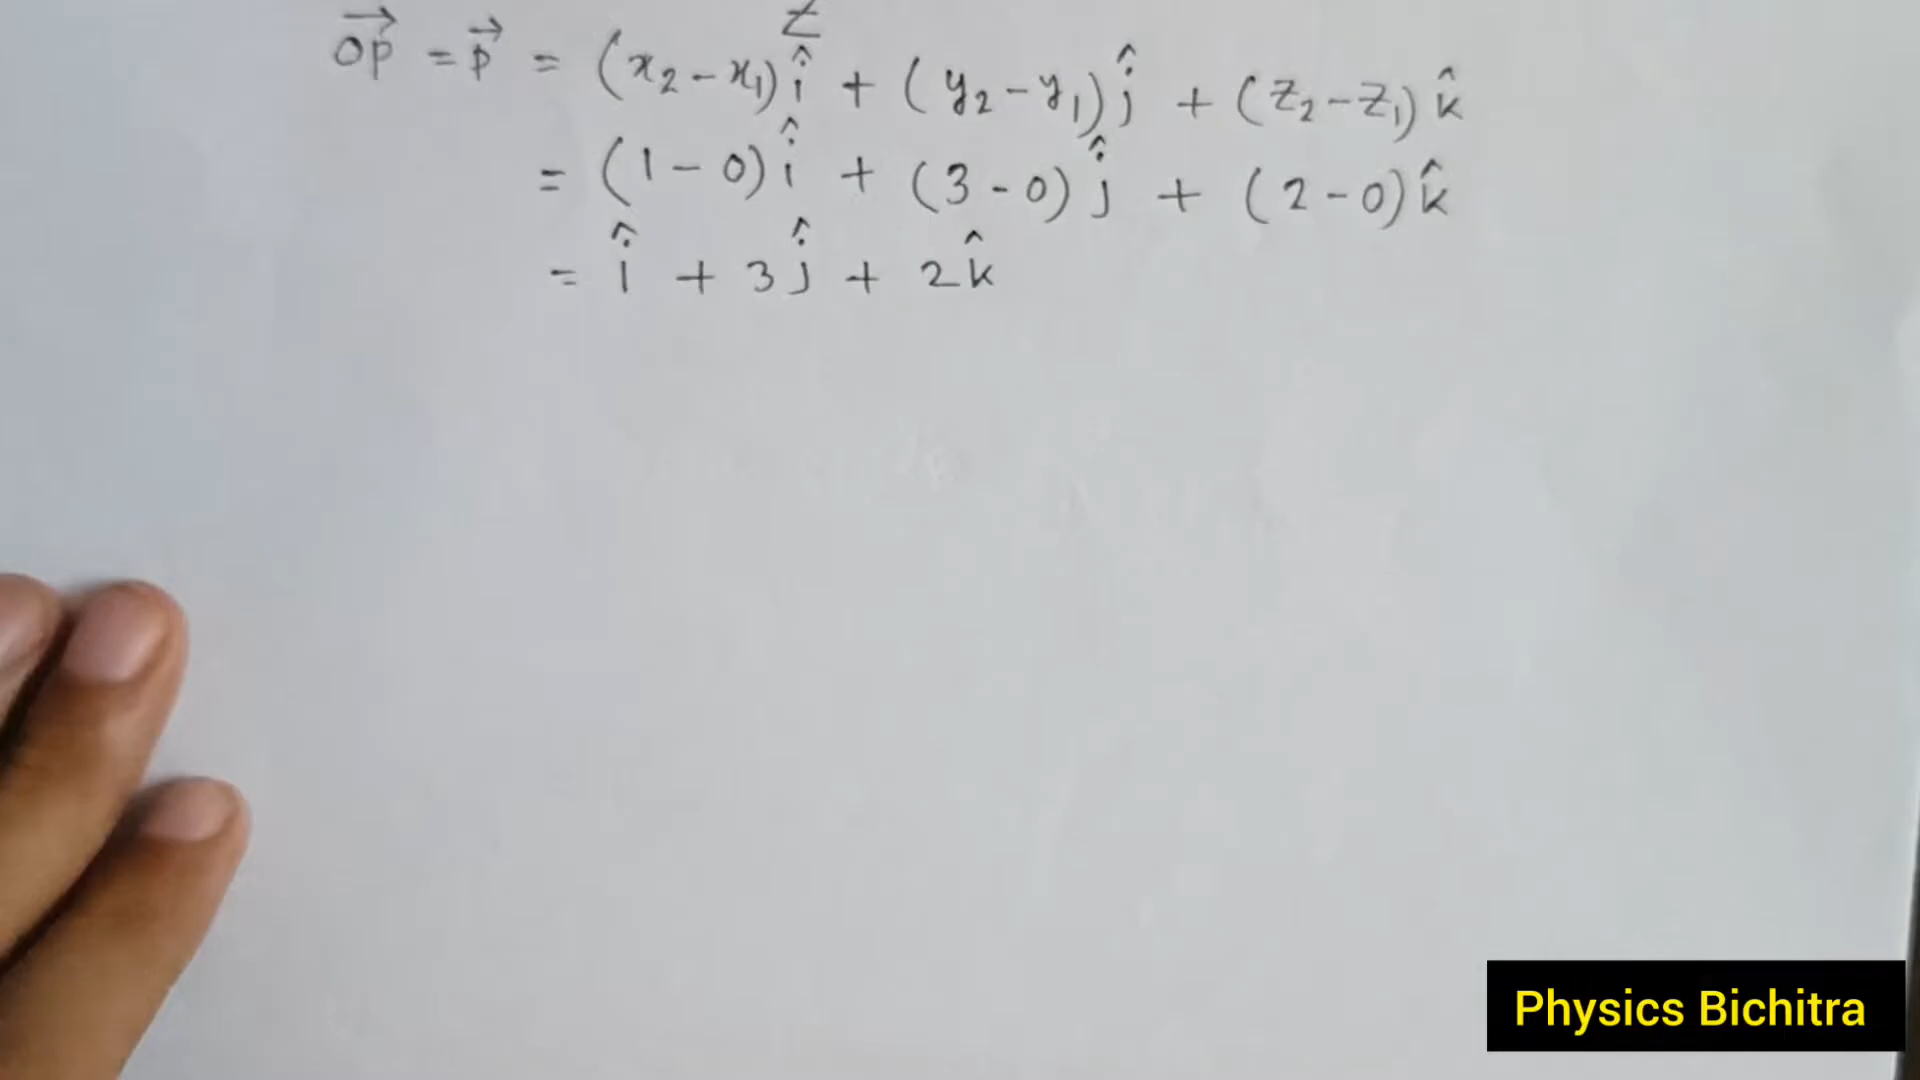 Z
→OP = →p = (x₂-x₁)î + (y₂-y₁)ĵ + (z₂-z₁)k̂
= (1-0)î + (3-0)ĵ + (2-0)k̂
= î + 3ĵ + 2k̂
Physics Bichitra